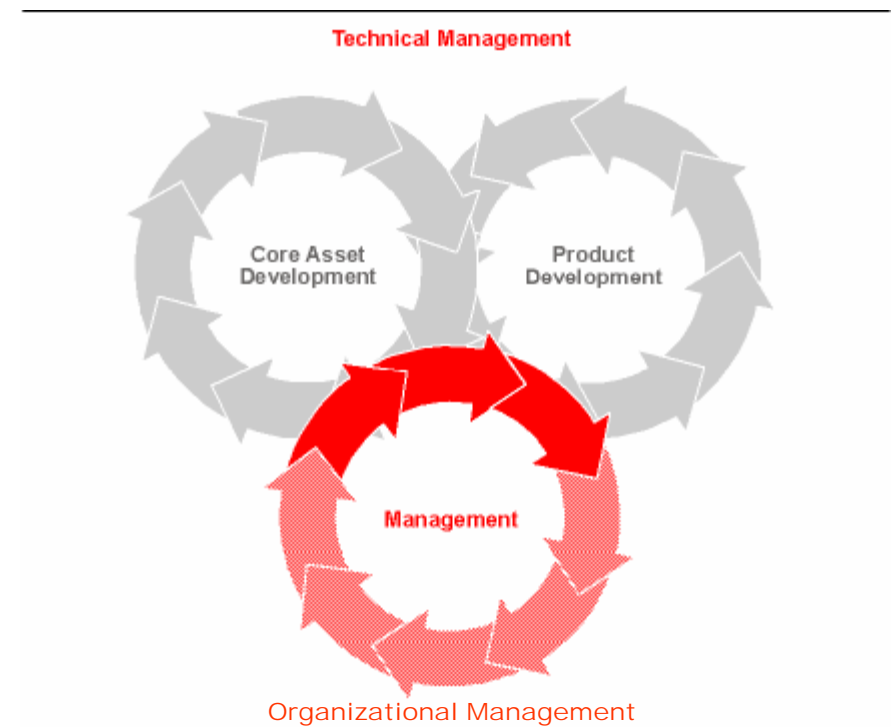 Technical Management
Core Asset
Development
Product
Development
Management
Organizational Management